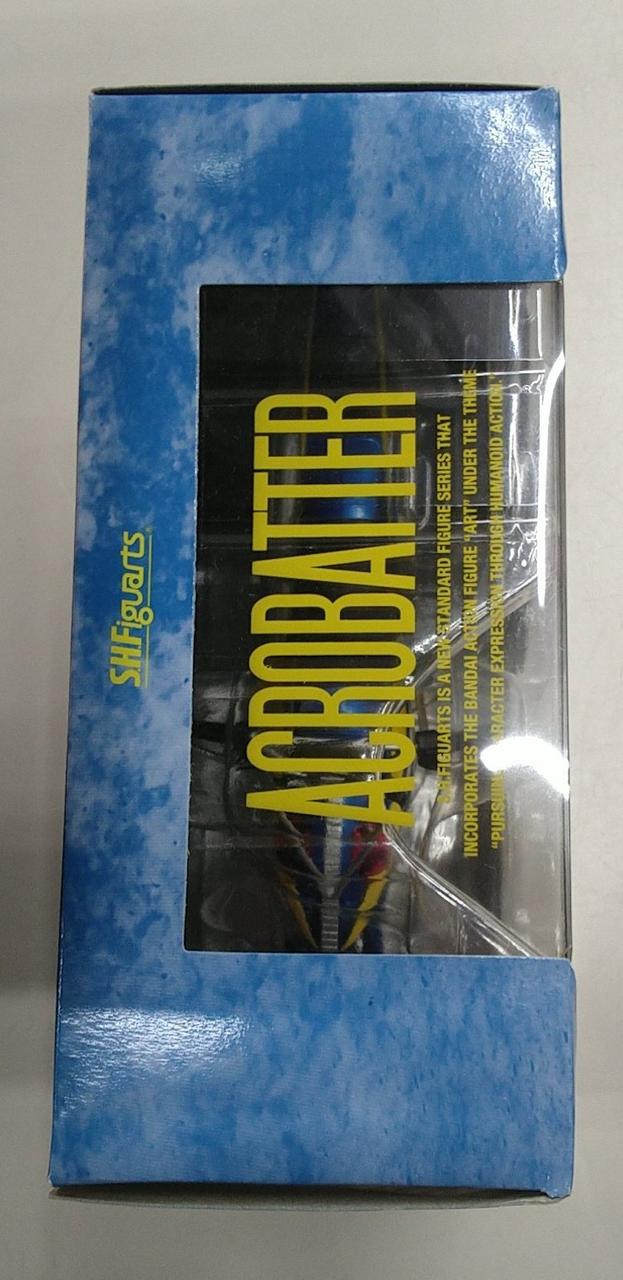 S.H.Figuarts
ACROBATTER
S.H.FIGUARTS IS A NEW STANDARD FIGURE SERIES THAT
INCORPORATES THE BANDAI ACTION FIGURE "ART" UNDER THE THEME
"PURSUING CHARACTER EXPRESSION THROUGH HUMANOID ACTION."